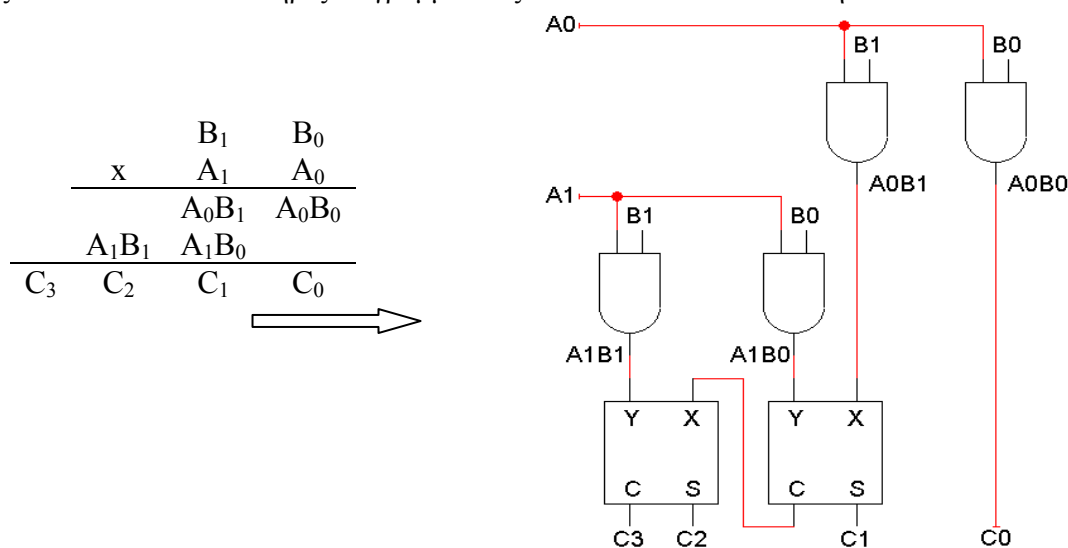 B₁ B₀
x A₁ A₀
A₀B₁ A₀B₀
A₁B₁ A₁B₀
C₃ C₂ C₁ C₀
A0
B1 B0
A0B1 A0B0
A1
B1 B0
A1B1 A1B0
Y X Y X
C S C S
C3 C2 C1 C0